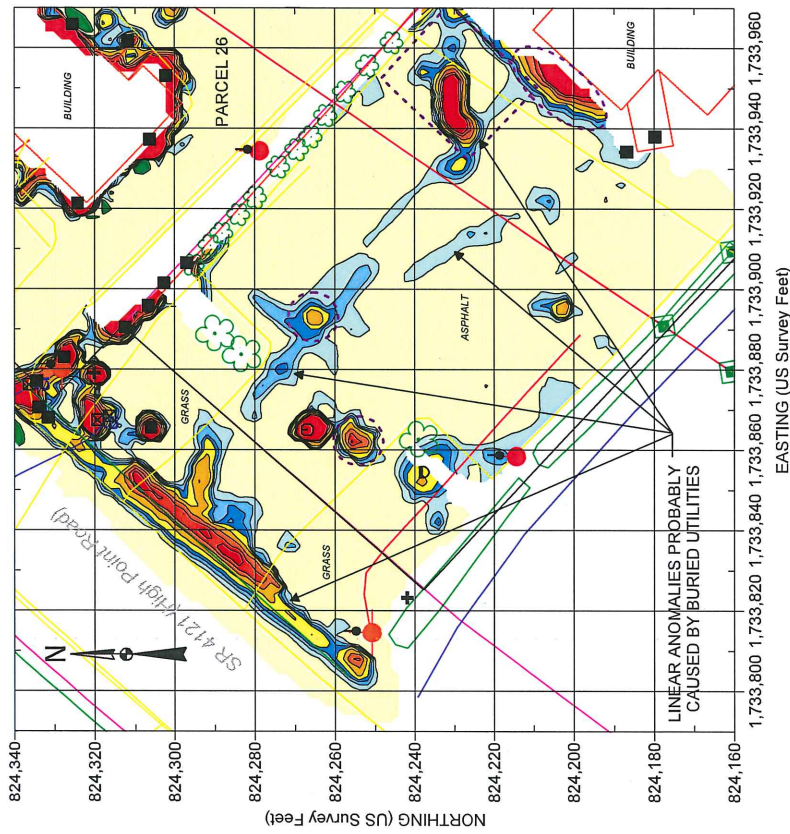 BUILDING
PARCEL 26
BUILDING
N
SR 4121 (High Point Road)
GRASS
GRASS
ASPHALT
LINEAR ANOMALIES PROBABLY
CAUSED BY BURIED UTILITIES
824,340
824,320
824,300
824,280
824,260
824,240
824,220
824,200
824,180
824,160
NORTHING (US Survey Feet)
1,733,800
1,733,820
1,733,840
1,733,860
1,733,880
1,733,900
1,733,920
1,733,940
1,733,960
EASTING (US Survey Feet)